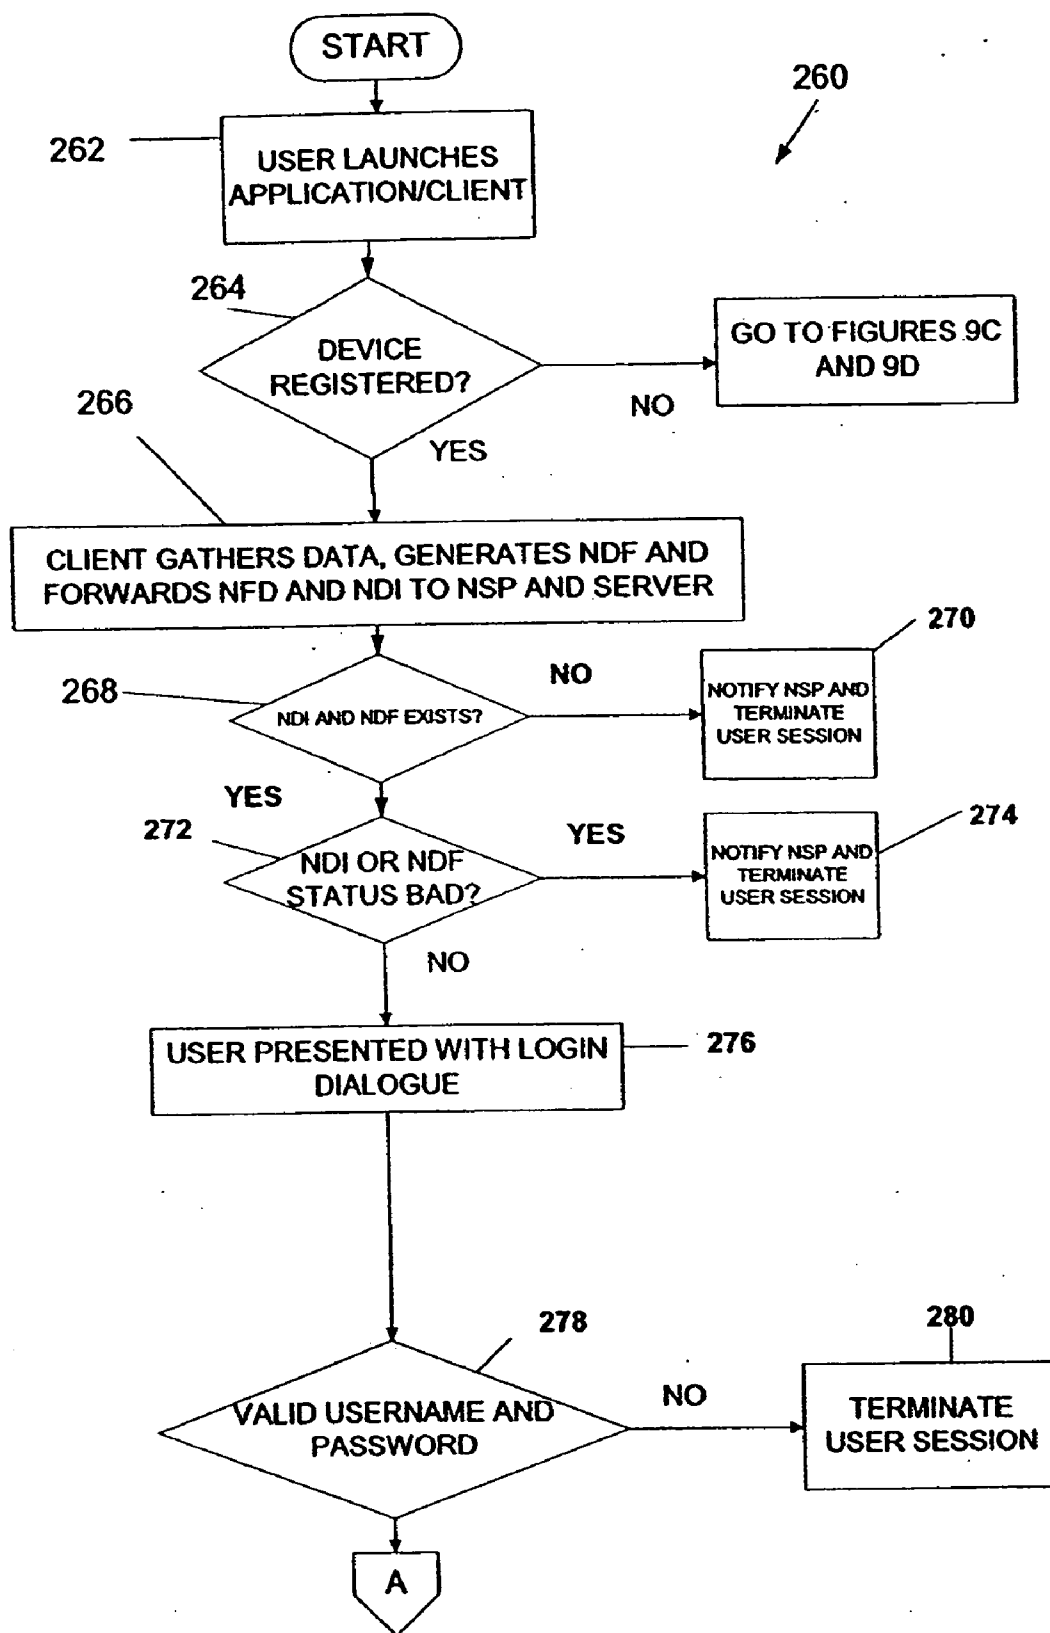 START
260
262
USER LAUNCHES
APPLICATION/CLIENT
264
DEVICE
REGISTERED?
GO TO FIGURES 9C
AND 9D
NO
266
YES
CLIENT GATHERS DATA, GENERATES NDF AND
FORWARDS NFD AND NDI TO NSP AND SERVER
270
268
NDI AND NDF EXISTS?
NO
NOTIFY NSP AND
TERMINATE
USER SESSION
YES
272
NDI OR NDF
STATUS BAD?
YES
274
NOTIFY NSP AND
TERMINATE
USER SESSION
NO
USER PRESENTED WITH LOGIN
DIALOGUE
276
278
280
VALID USERNAME AND
PASSWORD
NO
TERMINATE
USER SESSION
A